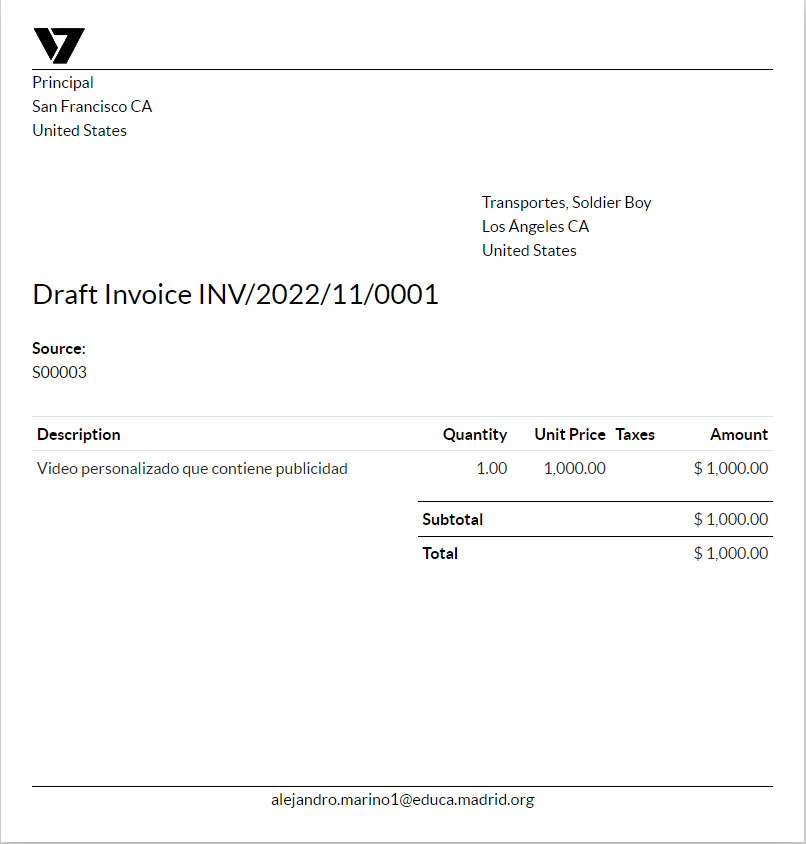 Principal
San Francisco CA
United States
Transportes, Soldier Boy
Los Ángeles CA
United States
Draft Invoice INV/2022/11/0001
Source:
S00003
Description Quantity Unit Price Taxes Amount
Video personalizado que contiene publicidad 1.00 1,000.00 $ 1,000.00
Subtotal $ 1,000.00
Total $ 1,000.00
alejandro.marino1@educa.madrid.org